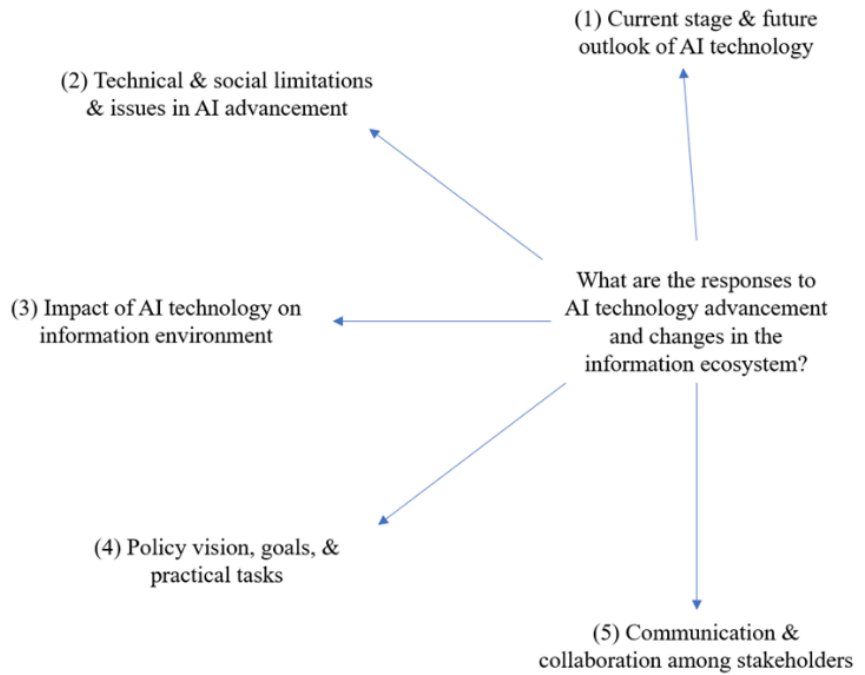 (1) Current stage & future
outlook of AI technology
(2) Technical & social limitations
& issues in AI advancement
(3) Impact of AI technology on
information environment
What are the responses to
AI technology advancement
and changes in the
information ecosystem?
(4) Policy vision, goals, &
practical tasks
(5) Communication &
collaboration among stakeholders